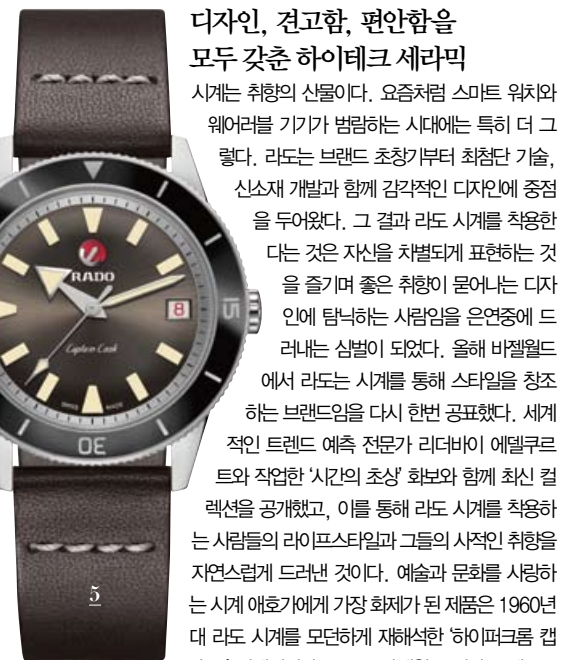 디자인, 견고함, 편안함을
모두 갖춘 하이테크 세라믹
시계는 취향의 산물이다. 요즘처럼 스마트 워치와
웨어러블 기기가 범람하는 시대에는 특히 더 그
렇다. 라도는 브랜드 초창기부터 최첨단 기술,
신소재 개발과 함께 감각적인 디자인에 중점
을 두어왔다. 그 결과 라도 시계를 착용한
다는 것은 자신을 차별되게 표현하는 것
을 즐기며 좋은 취향이 묻어나는 디자
인에 탐닉하는 사람임을 은연중에 드
러내는 심벌이 되었다. 올해 바젤월드
에서 라도는 시계를 통해 스타일을 창조
하는 브랜드임을 다시 한번 공표했다. 세계
적인 트렌드 예측 전문가 리더바이 에델쿠르
트와 작업한 ‘시간의 초상’ 화보와 함께 최신 컬
렉션을 공개했고, 이를 통해 라도 시계를 착용하
는 사람들의 라이프스타일과 그들의 사적인 취향을
자연스럽게 드러낸 것이다. 예술과 문화를 사랑하
는 시계 애호가에게 가장 화제가 된 제품은 1960년
대 라도 시계를 모던하게 재해석한 ‘하이퍼크롬 캡
RADO
Captain Cook
8
15
30
SWISS MADE
5